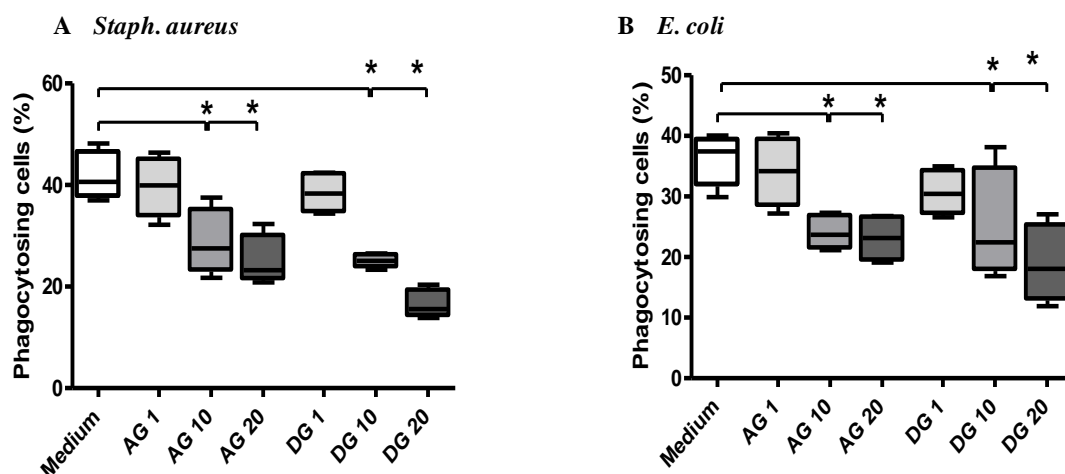 A Staph. aureus
Phagocytosing cells (%)
60
40
20
0
* *
* *
Medium
AG 1
AG 10
AG 20
DG 1
DG 10
DG 20
B E. coli
Phagocytosing cells (%)
50
40
30
20
10
0
* *
* *
Medium
AG 1
AG 10
AG 20
DG 1
DG 10
DG 20